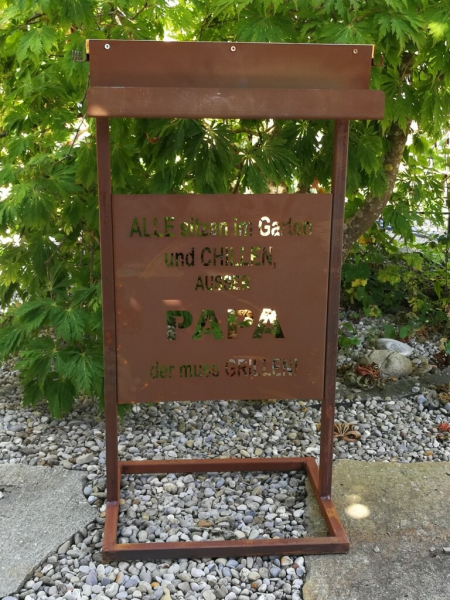 ALLE sitzen im Garten
und CHILLEN,
AUSSER
PAPA
der muss GRILLEN!